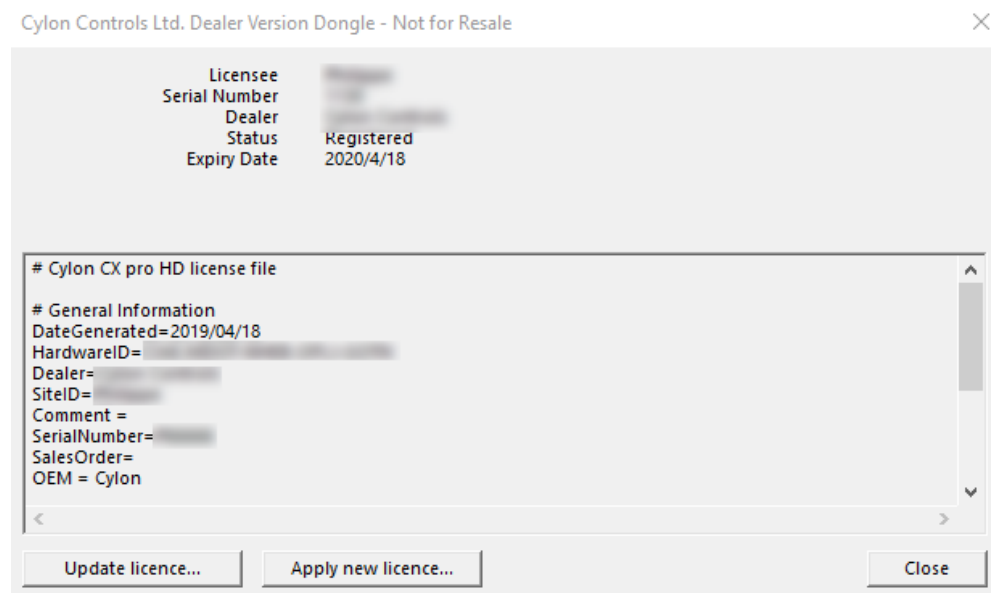 Cylon Controls Ltd. Dealer Version Dongle - Not for Resale
Licensee
Serial Number
Dealer
Status Registered
Expiry Date 2020/4/18
# Cylon CX pro HD license file
# General Information
DateGenerated=2019/04/18
HardwareID=
Dealer=
SiteID=
Comment =
SerialNumber=
SalesOrder=
OEM = Cylon
Update licence... Apply new licence... Close